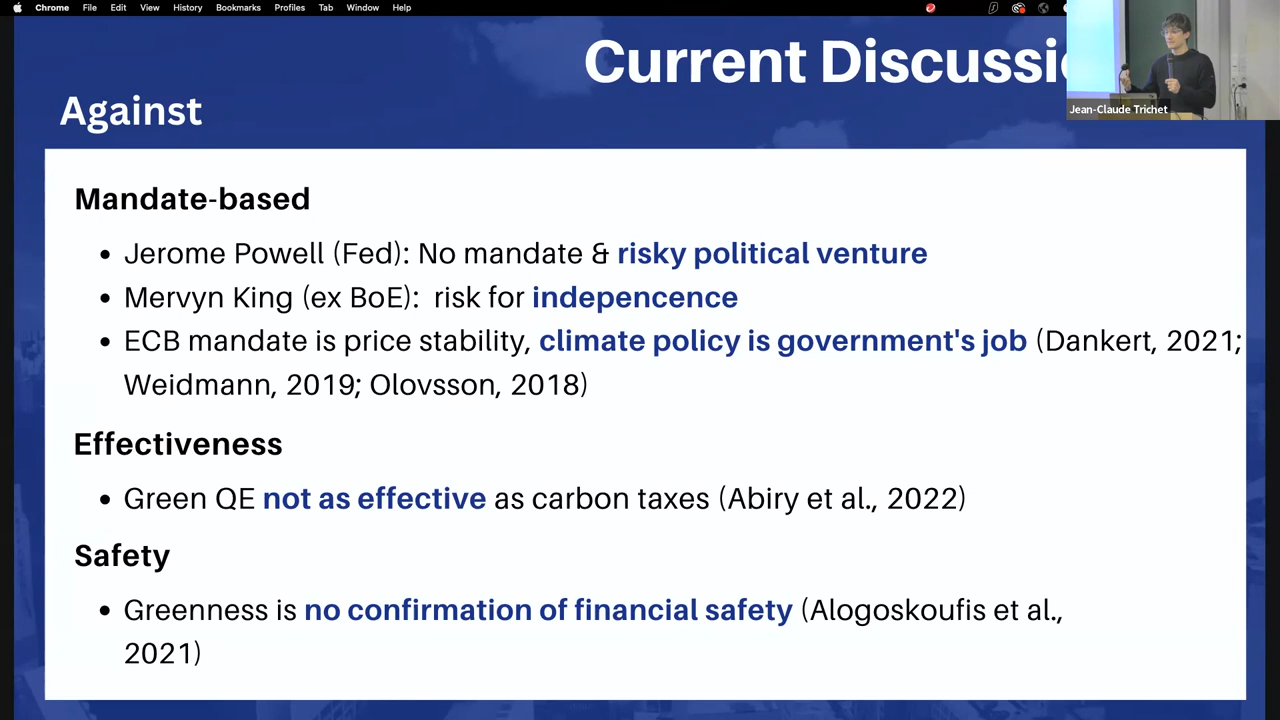 Chrome File Edit View History Bookmarks Profiles Tab Window Help
Current Discussi
Jean-Claude Trichet
Against
Mandate-based
• Jerome Powell (Fed): No mandate & risky political venture
• Mervyn King (ex BoE): risk for indepencence
• ECB mandate is price stability, climate policy is government's job (Dankert, 2021;
Weidmann, 2019; Olovsson, 2018)
Effectiveness
• Green QE not as effective as carbon taxes (Abiry et al., 2022)
Safety
• Greenness is no confirmation of financial safety (Alogoskoufis et al.,
2021)